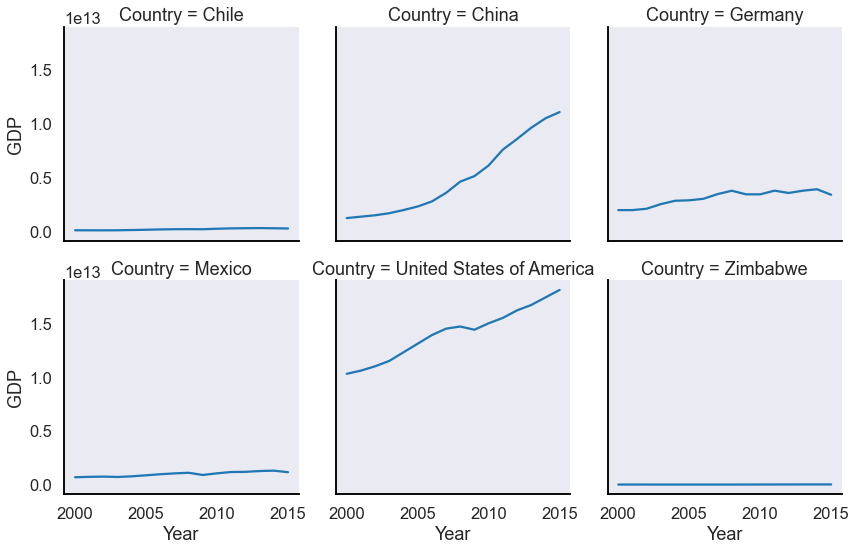 1e13
Country = Chile
Country = China
Country = Germany
GDP
1.5
1.0
0.5
0.0
1e13
Country = Mexico
Country = United States of America
Country = Zimbabwe
GDP
1.5
1.0
0.5
0.0
2000 2005 2010 2015
2000 2005 2010 2015
2000 2005 2010 2015
Year
Year
Year